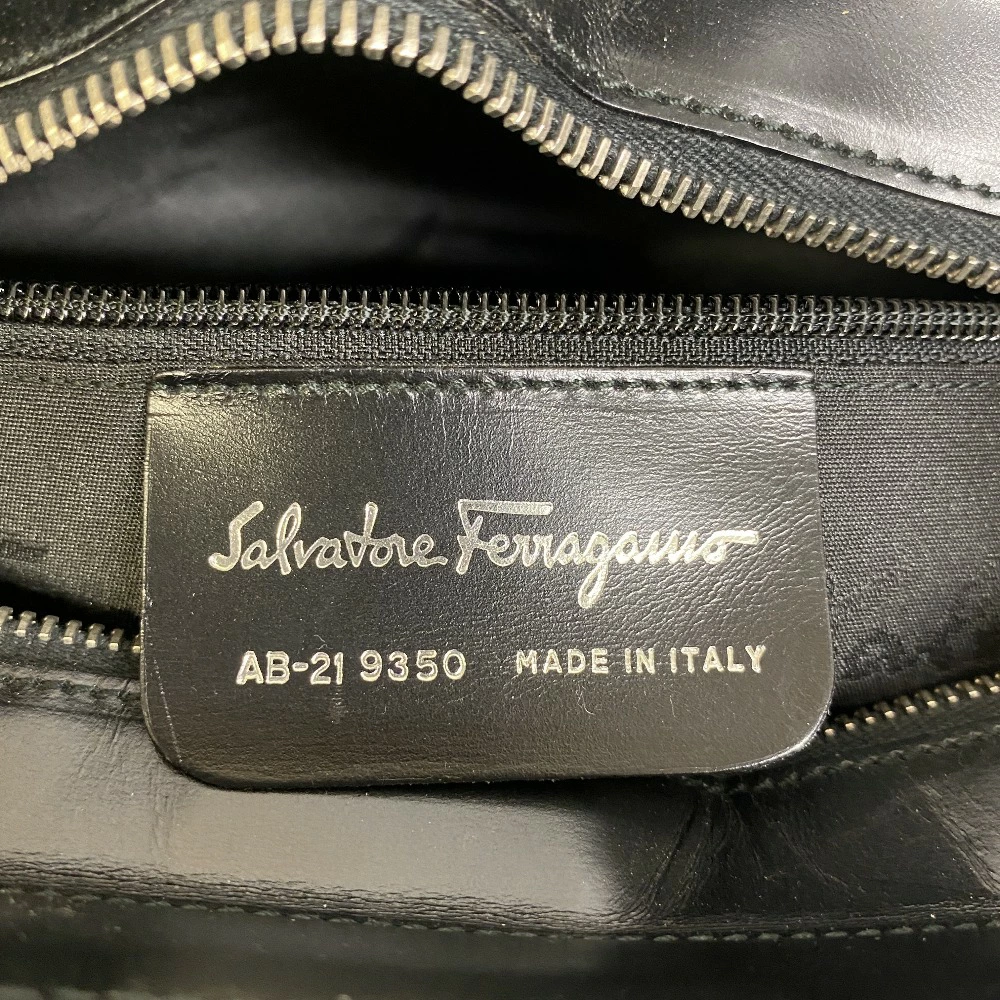 Salvatore Ferragamo
AB-21 9350 MADE IN ITALY